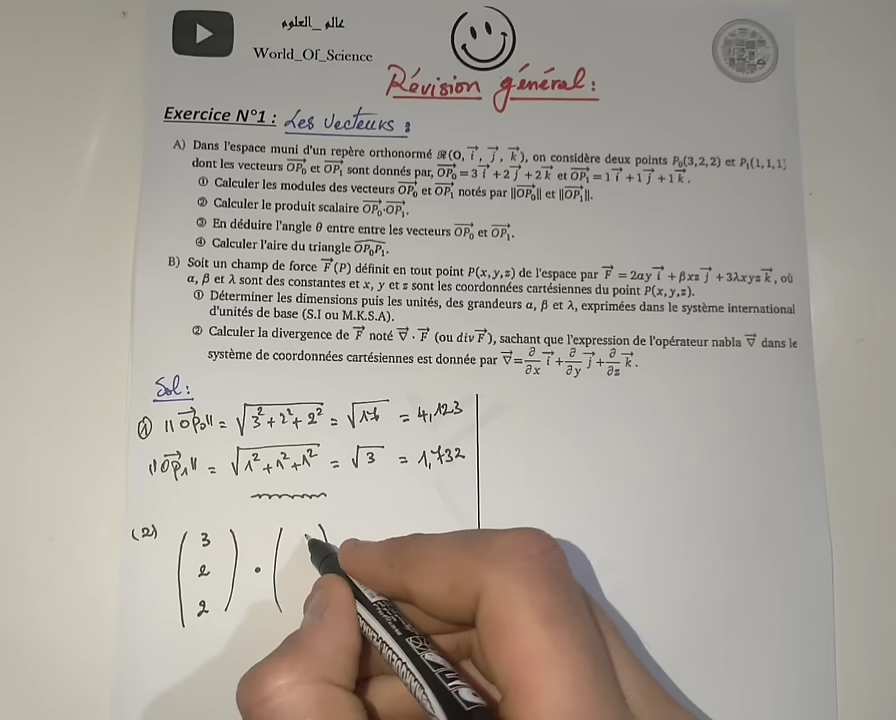 عالم_العلوم
World_Of_Science
Révision général :
Exercice N°1 : Les vecteurs :
A) Dans l'espace muni d'un repère orthonormé ℛ(O, i⃗, j⃗, k⃗), on considère deux points P₀(3,2,2) et P₁(1,1,1)
dont les vecteurs OP₀⃗ et OP₁⃗ sont donnés par, OP₀⃗ = 3 i⃗ + 2 j⃗ + 2 k⃗ et OP₁⃗ = 1 i⃗ + 1 j⃗ + 1 k⃗.
① Calculer les modules des vecteurs OP₀⃗ et OP₁⃗ notés par ||OP₀⃗|| et ||OP₁⃗||.
② Calculer le produit scalaire OP₀⃗·OP₁⃗.
③ En déduire l'angle θ entre entre les vecteurs OP₀⃗ et OP₁⃗.
④ Calculer l'aire du triangle OP₀P₁.
B) Soit un champ de force F⃗(P) définit en tout point P(x,y,z) de l'espace par F⃗ = 2αy i⃗ + βxz j⃗ + 3λxyz k⃗, où
α, β et λ sont des constantes et x, y et z sont les coordonnées cartésiennes du point P(x,y,z).
① Déterminer les dimensions puis les unités, des grandeurs α, β et λ, exprimées dans le système international
d'unités de base (S.I ou M.K.S.A).
② Calculer la divergence de F⃗ noté ∇⃗ · F⃗ (ou divF⃗), sachant que l'expression de l'opérateur nabla ∇⃗ dans le
système de coordonnées cartésiennes est donnée par ∇⃗ = ∂/∂x i⃗ + ∂/∂y j⃗ + ∂/∂z k⃗.
Sol :
① ||OP₀⃗|| = √(3² + 2² + 2²) = √17 = 4,123
||OP₁⃗|| = √(1² + 1² + 1²) = √3 = 1,732
(2) (3 2 2) · (